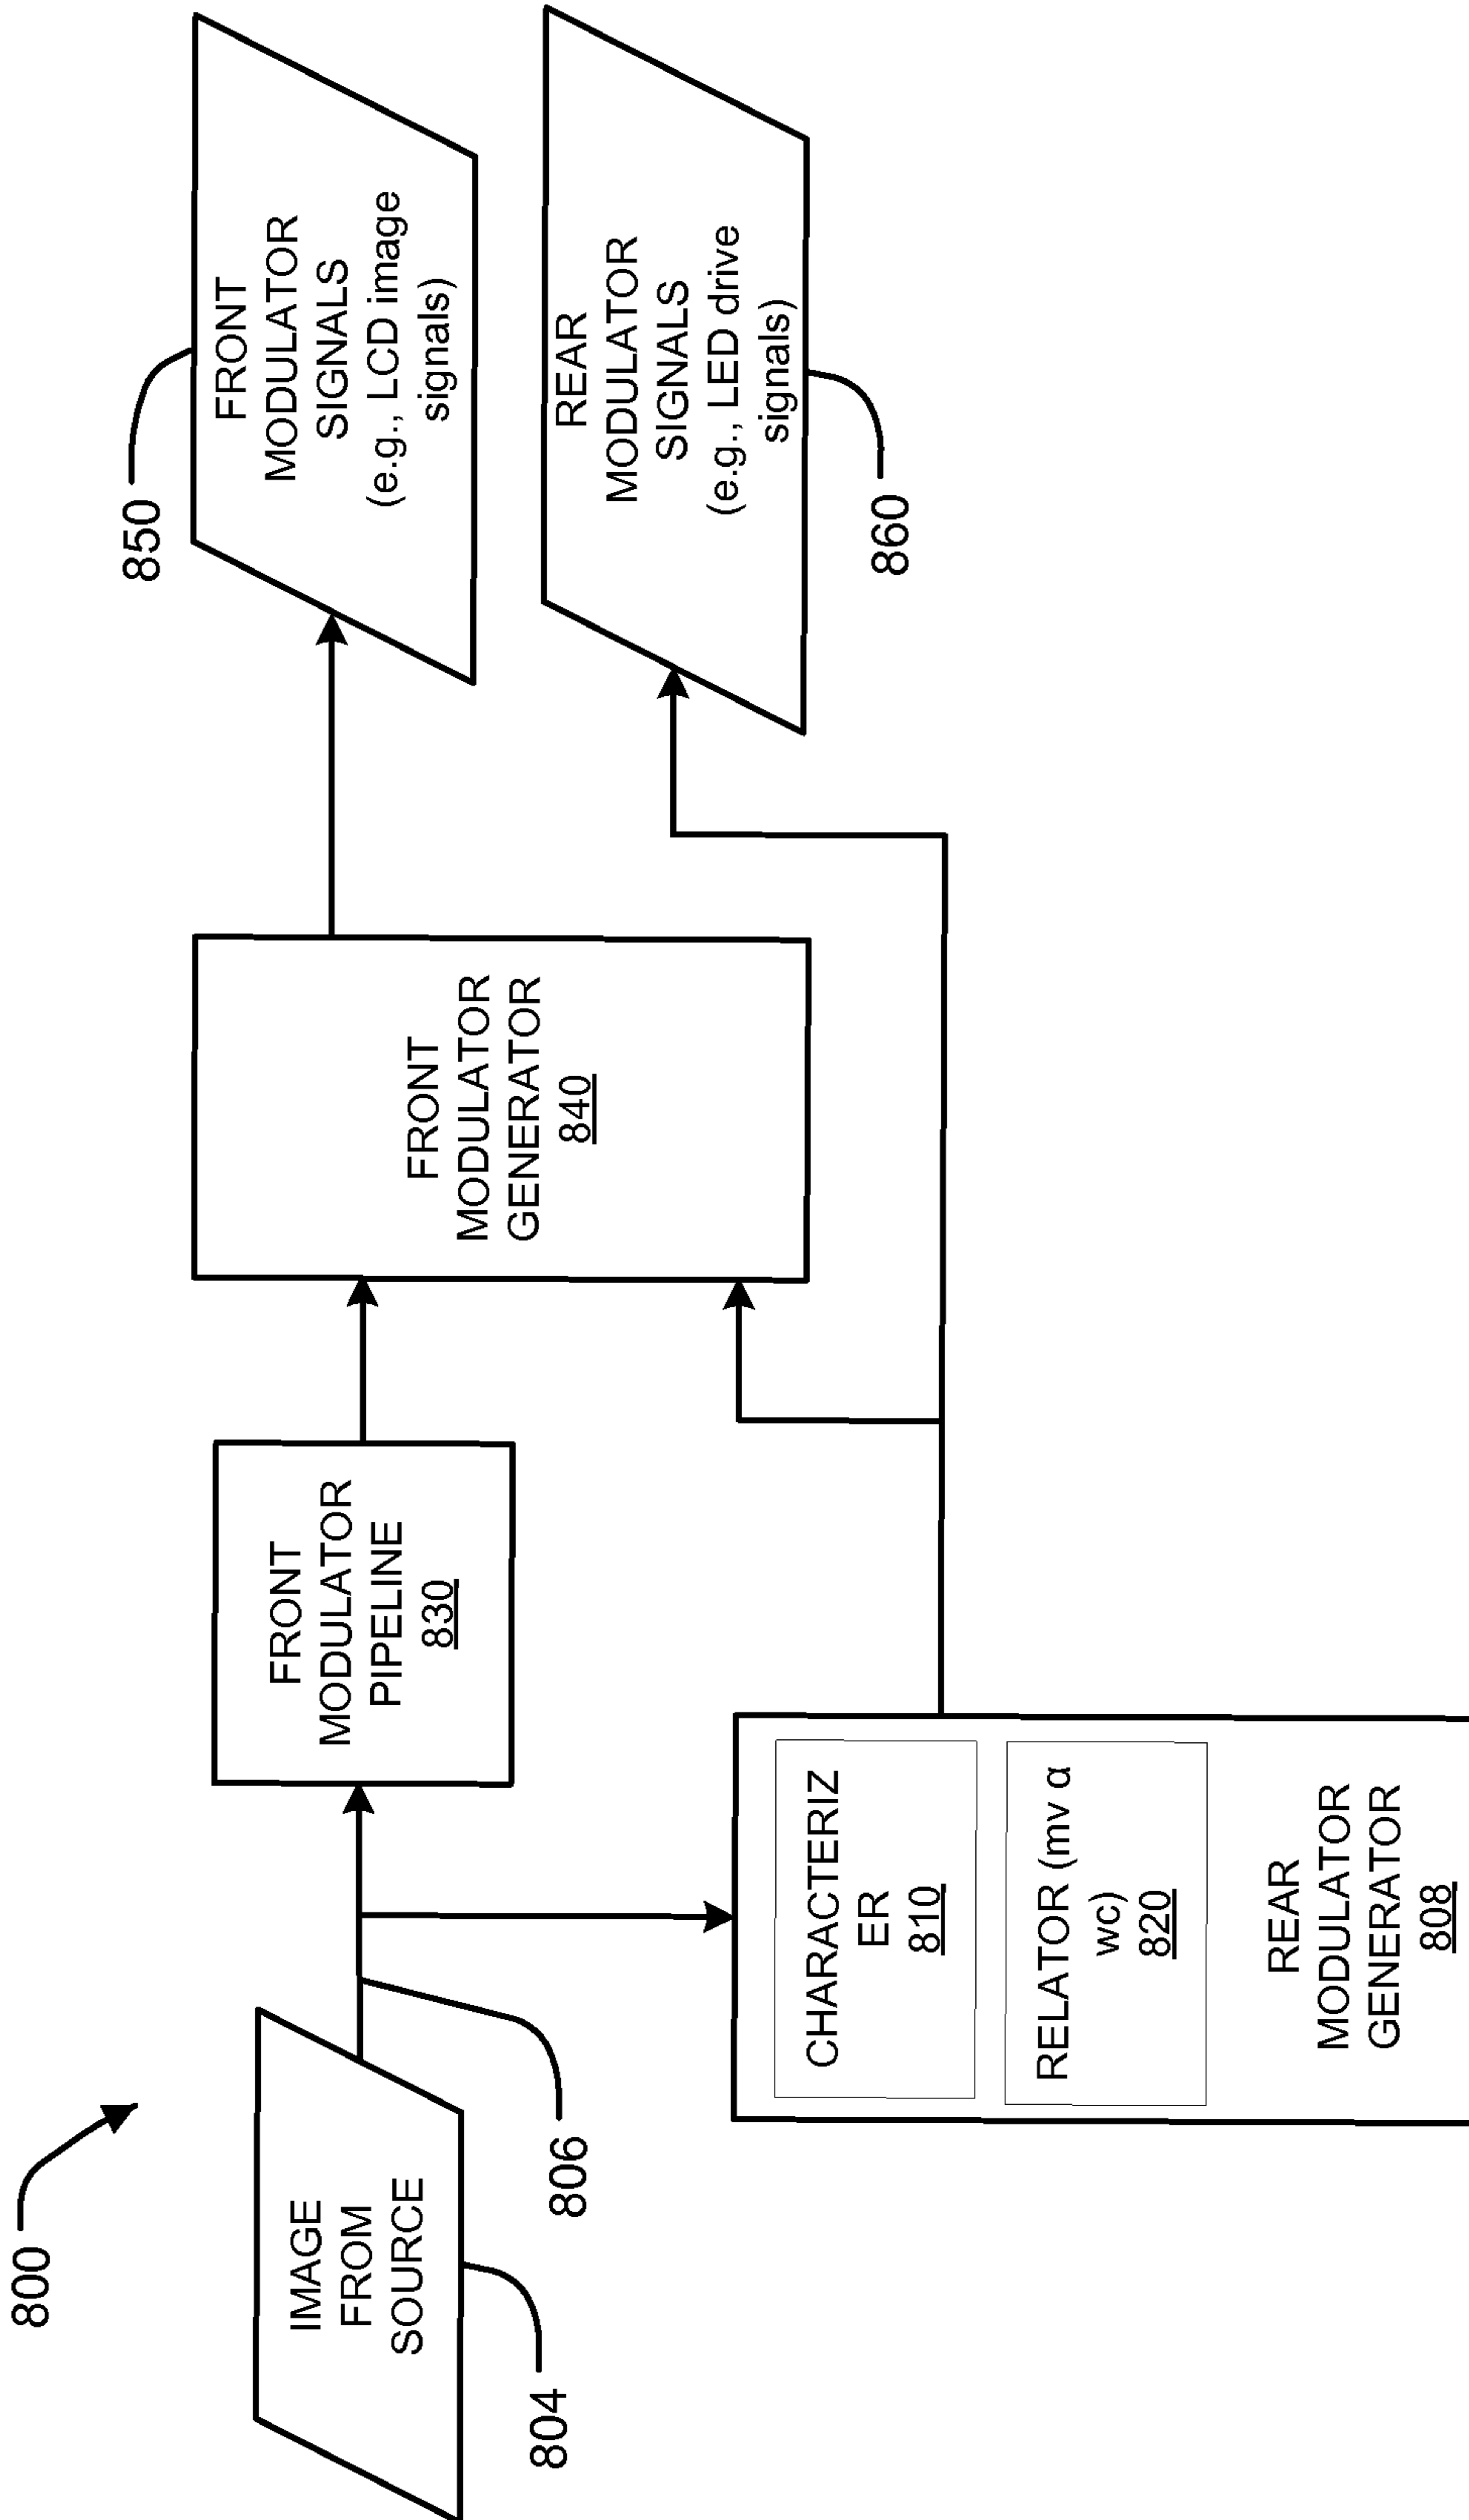 800
IMAGE
FROM
SOURCE
804
806
FRONT
MODULATOR
PIPELINE
830
CHARACTERIZ
ER
810
RELATOR (mv α
wc)
820
REAR
MODULATOR
GENERATOR
808
FRONT
MODULATOR
GENERATOR
840
850
FRONT
MODULATOR
SIGNALS
(e.g., LCD image
signals)
REAR
MODULATOR
SIGNALS
(e.g., LED drive
signals)
860